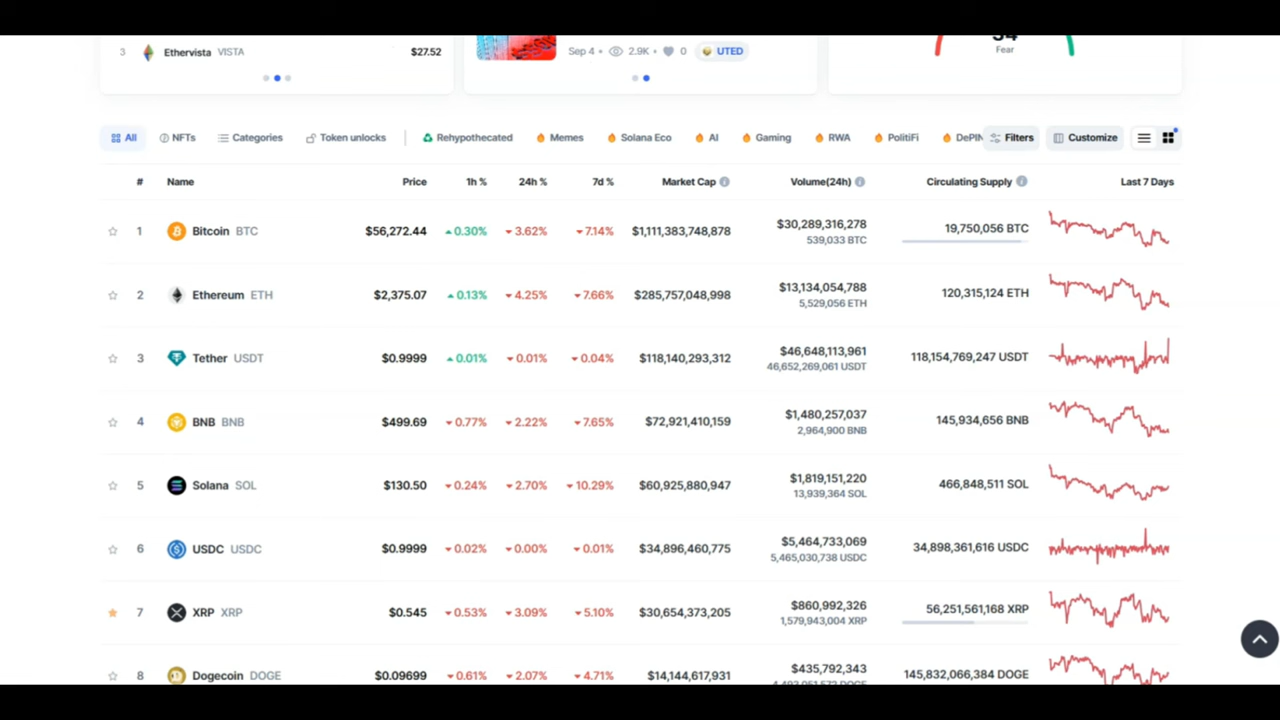 3 Ethervista VISTA $27.52
Sep 4 • 2.9K • 0 UTED
Fear
All NFTs Categories Token unlocks Rehypothecated Memes Solana Eco AI Gaming RWA PolitiFi DePIN Filters Customize
# Name Price 1h % 24h % 7d % Market Cap Volume(24h) Circulating Supply Last 7 Days
1 Bitcoin BTC $56,272.44 0.30% 3.62% 7.14% $1,111,383,748,878 $30,289,316,278 19,750,056 BTC
539,033 BTC
2 Ethereum ETH $2,375.07 0.13% 4.25% 7.66% $285,757,048,998 $13,134,054,788 120,315,124 ETH
5,529,056 ETH
3 Tether USDT $0.9999 0.01% 0.01% 0.04% $118,140,293,312 $46,648,113,961 118,154,769,247 USDT
46,652,269,061 USDT
4 BNB BNB $499.69 0.77% 2.22% 7.65% $72,921,410,159 $1,480,257,037 145,934,656 BNB
2,964,900 BNB
5 Solana SOL $130.50 0.24% 2.70% 10.29% $60,925,880,947 $1,819,151,220 466,848,511 SOL
13,939,364 SOL
6 USDC USDC $0.9999 0.02% 0.00% 0.01% $34,896,460,775 $5,464,733,069 34,898,361,616 USDC
5,465,030,738 USDC
7 XRP XRP $0.545 0.53% 3.09% 5.10% $30,654,373,205 $860,992,326 56,251,561,168 XRP
1,579,943,004 XRP
8 Dogecoin DOGE $0.09699 0.61% 2.07% 4.71% $14,144,617,931 $435,792,343 145,832,066,384 DOGE